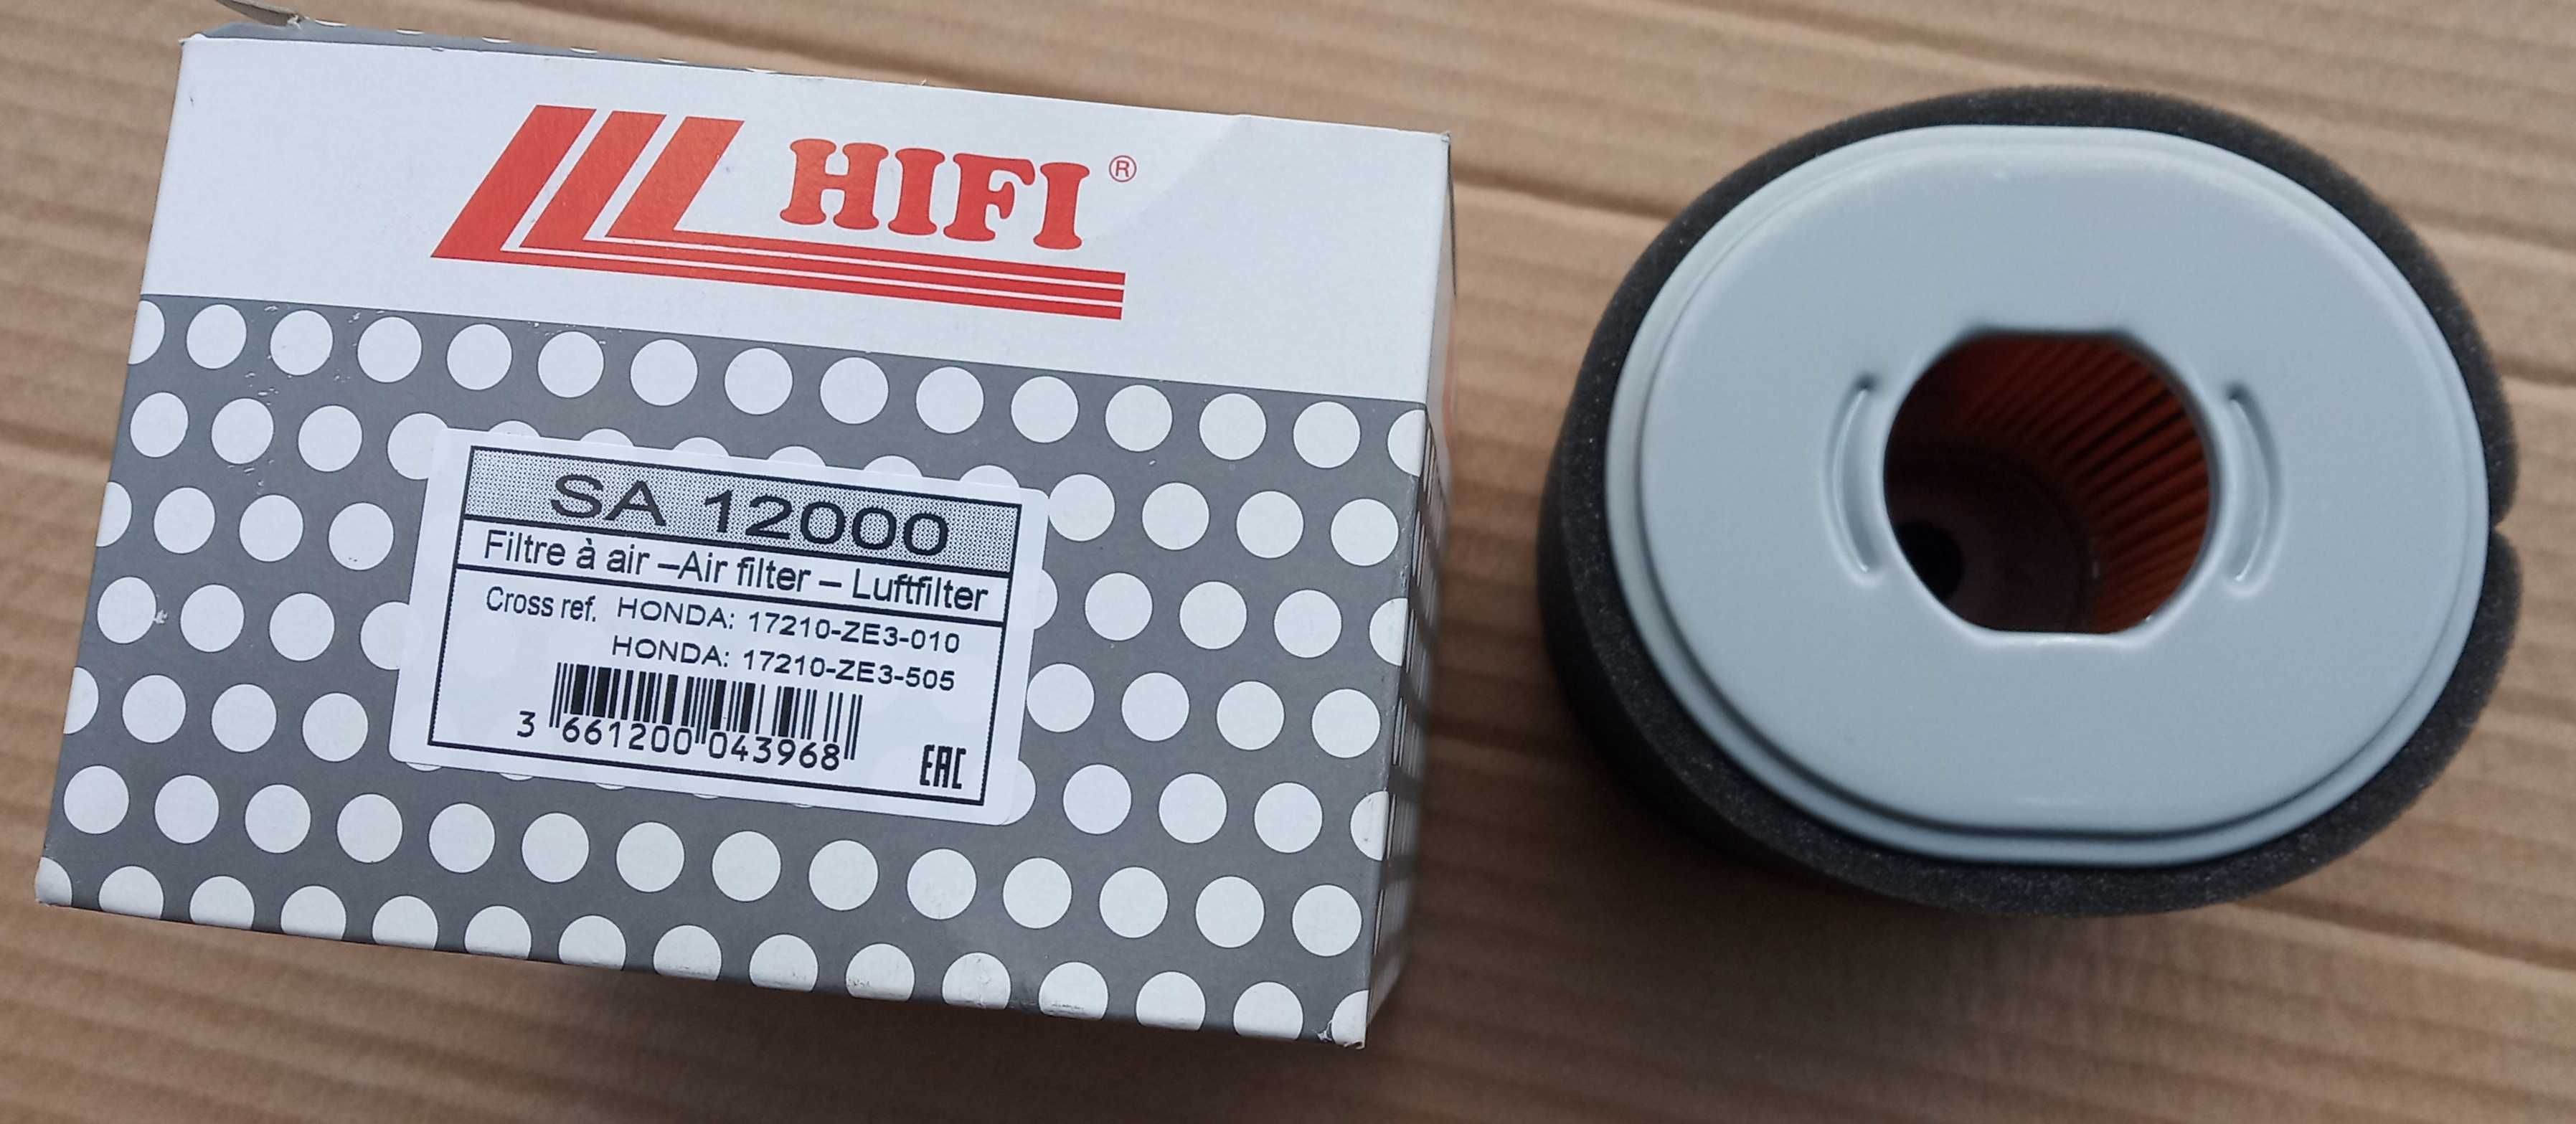 HIFI ®
SA 12000
Filtre à air –Air filter – Luftfilter
Cross ref. HONDA: 17210-ZE3-010
HONDA: 17210-ZE3-505
3 661200 043968
EAC